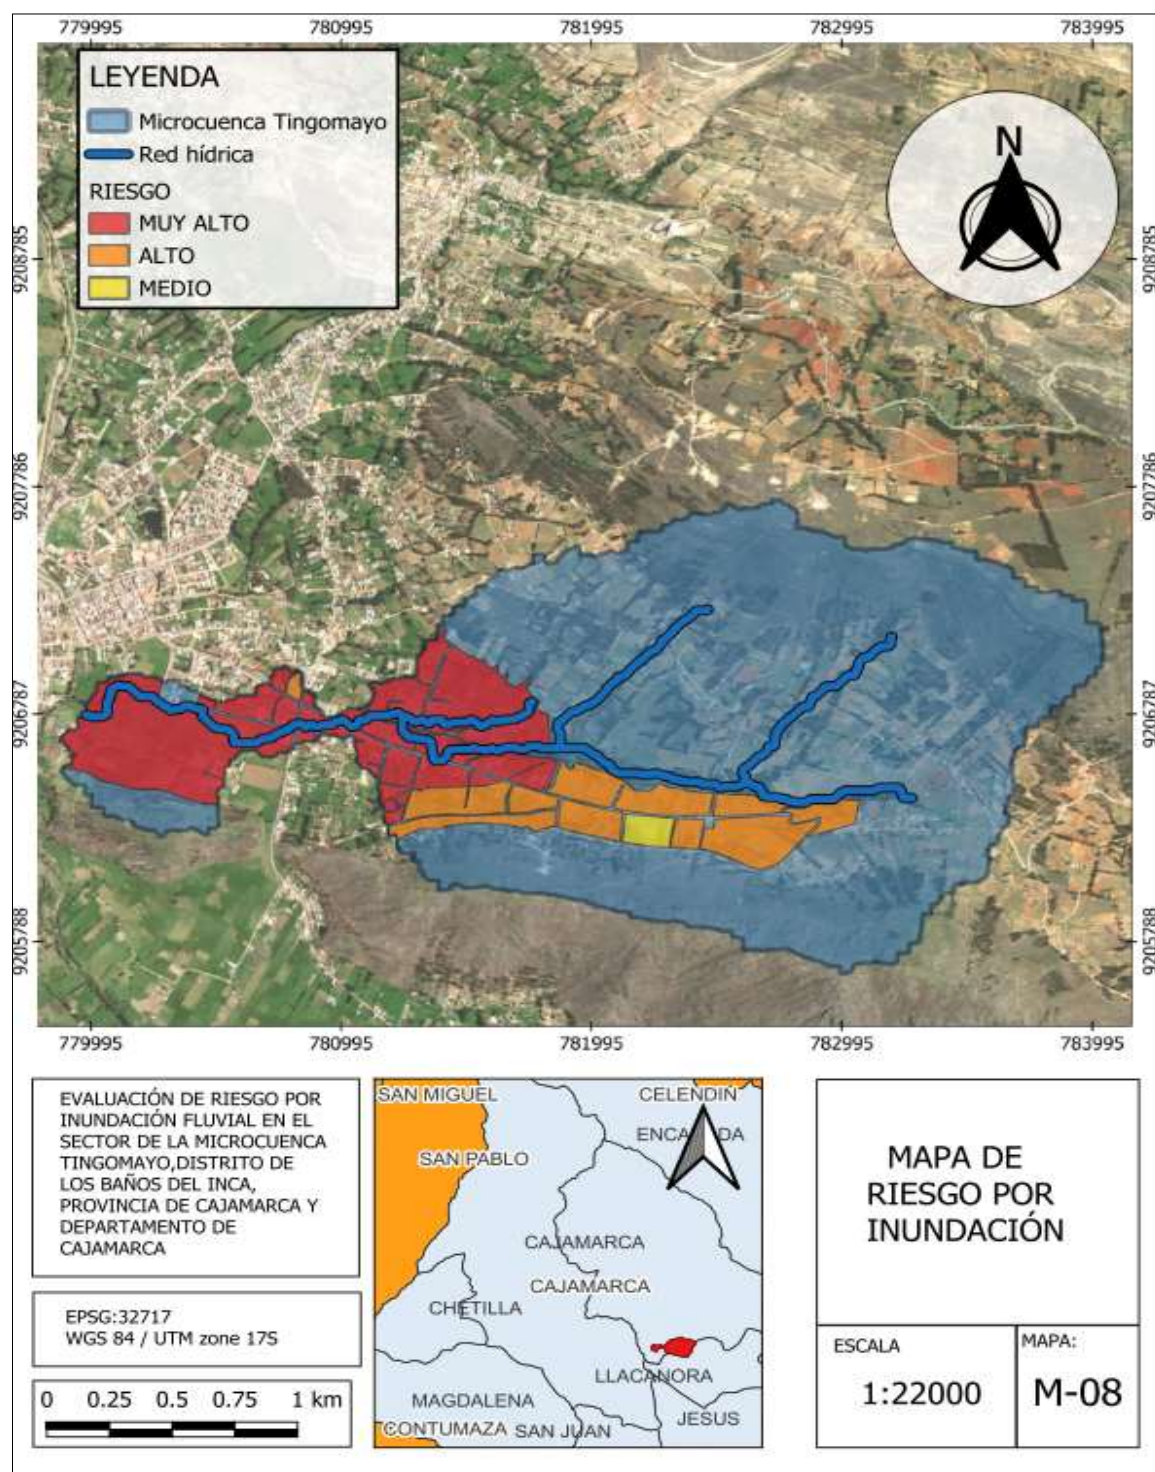 779995 780995 781995 782995 783995
LEYENDA
Microcuenca Tingomayo
Red hídrica
RIESGO
MUY ALTO
ALTO
MEDIO
N
9208785 9208785
9207786 9207786
9206787 9206787
9205788 9205788
779995 780995 781995 782995 783995
EVALUACIÓN DE RIESGO POR
INUNDACIÓN FLUVIAL EN EL
SECTOR DE LA MICROCUENCA
TINGOMAYO,DISTRITO DE
LOS BAÑOS DEL INCA,
PROVINCIA DE CAJAMARCA Y
DEPARTAMENTO DE
CAJAMARCA
EPSG:32717
WGS 84 / UTM zone 17S
0 0.25 0.5 0.75 1 km
SAN MIGUEL
CELENDIN
SAN PABLO
CAJAMARCA
CAJAMARCA
CHETILLA
LLACANORA
MAGDALENA
JESUS
CONTUMAZA
SAN JUAN
MAPA DE
RIESGO POR
INUNDACIÓN
ESCALA
1:22000
MAPA:
M-08